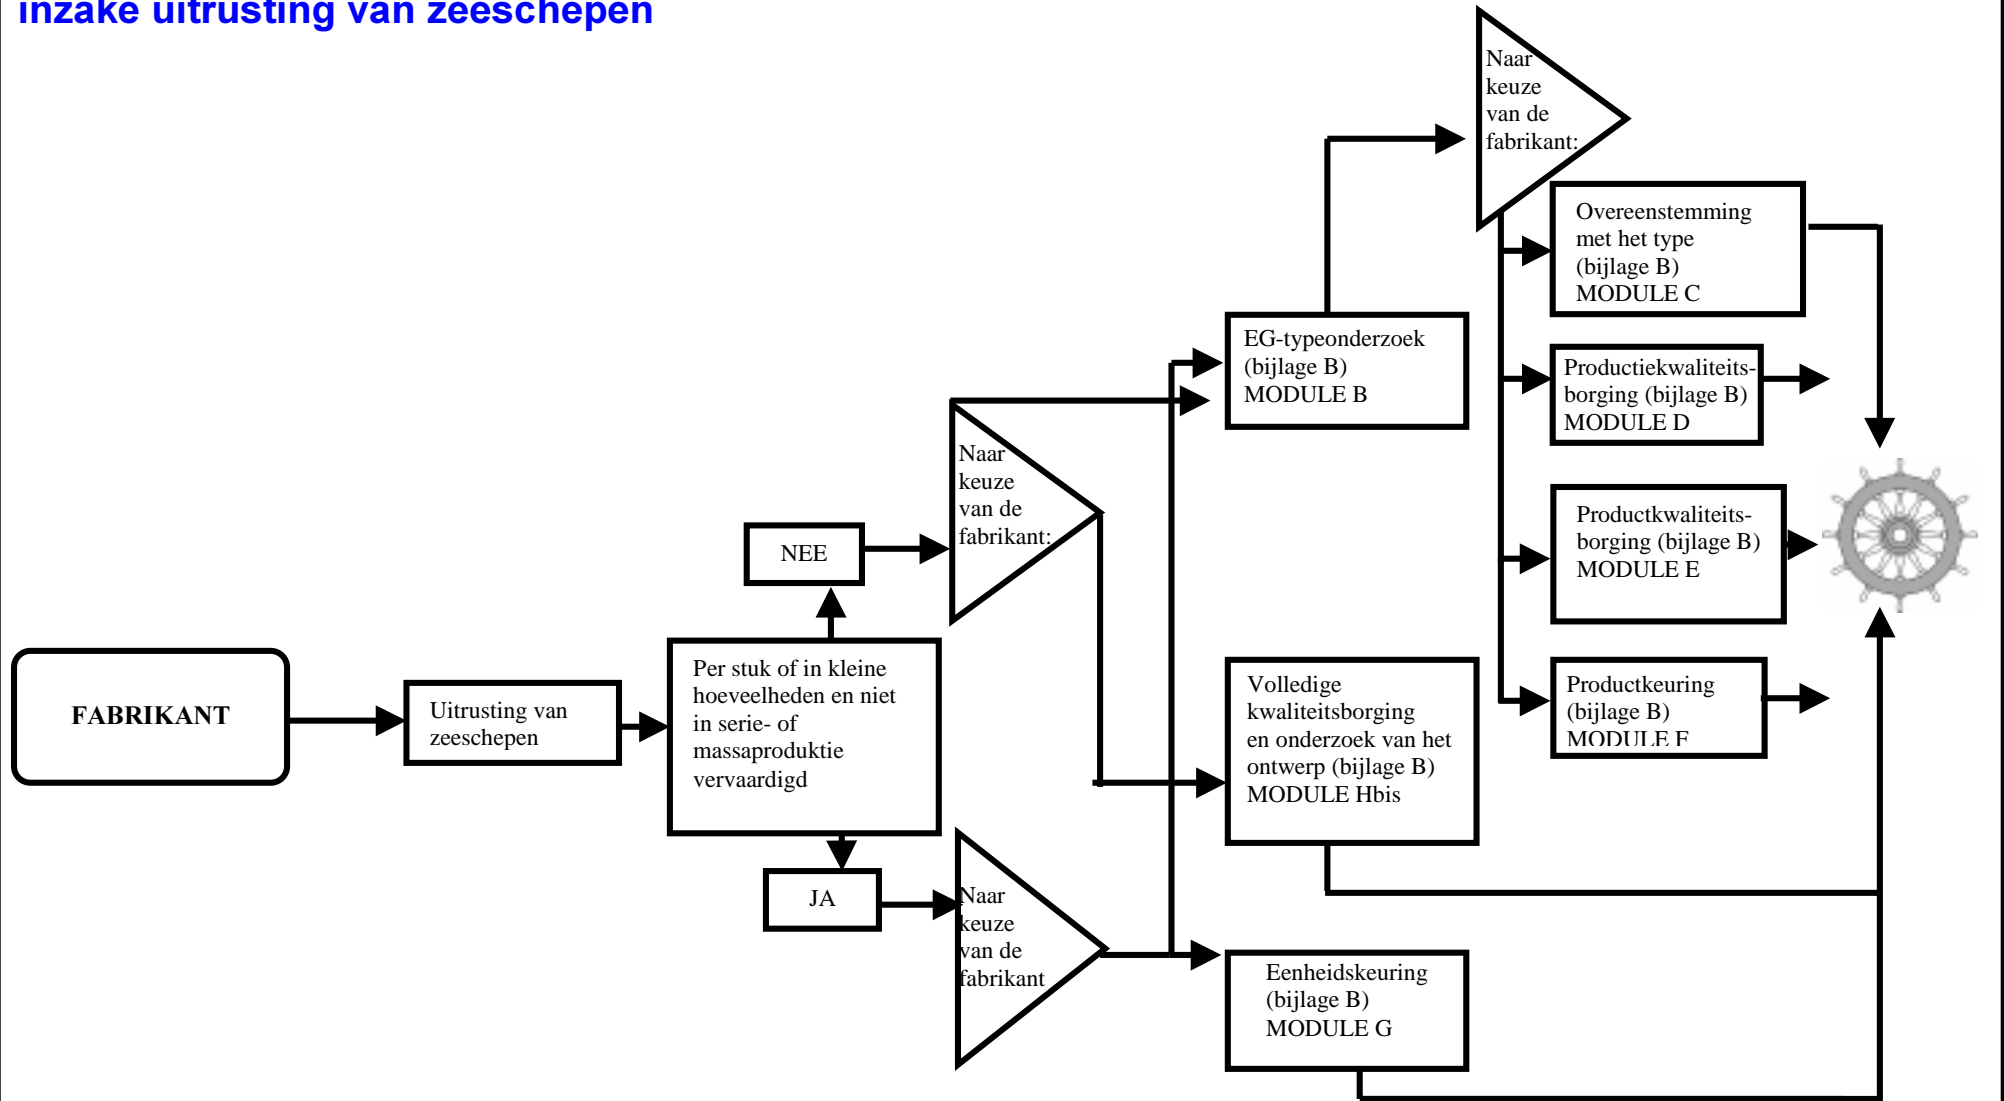 inzake uitrusting van zeeschepen
Naar
keuze
van de
fabrikant:
Overeenstemming
met het type
(bijlage B)
MODULE C
EG-typeonderzoek
(bijlage B)
MODULE B
Productiekwaliteits-
borging (bijlage B)
MODULE D
Naar
keuze
van de
fabrikant:
NEE
Productkwaliteits-
borging (bijlage B)
MODULE E
FABRIKANT
Uitrusting van
zeeschepen
Per stuk of in kleine
hoeveelheden en niet
in serie- of
massaproduktie
vervaardigd
Volledige
kwaliteitsborging
en onderzoek van het
ontwerp (bijlage B)
MODULE Hbis
Productkeuring
(bijlage B)
MODULE F
JA
Naar
keuze
van de
fabrikant
Eenheidskeuring
(bijlage B)
MODULE G